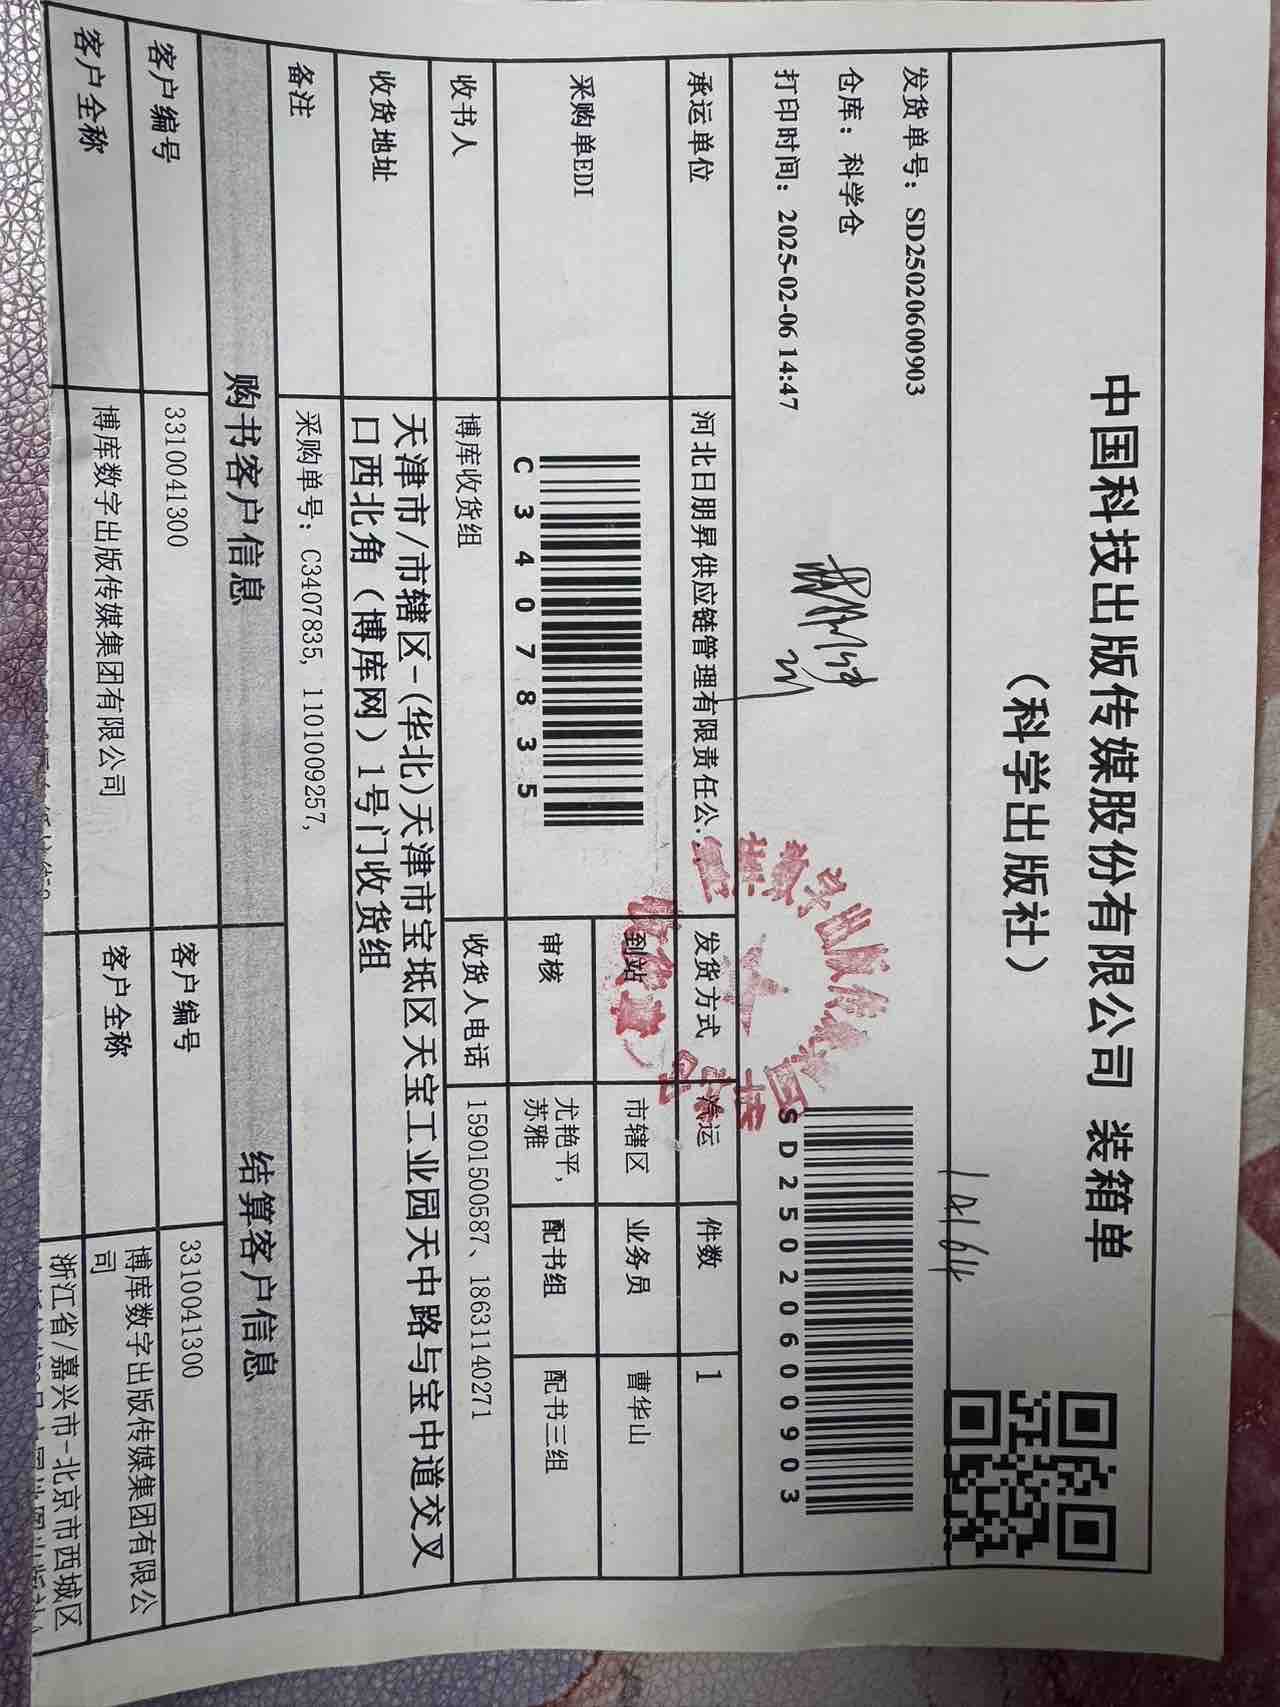 中国科技出版传媒股份有限公司 装箱单
（科学出版社）
发货单号：SD2502060​0903
仓库：科学仓
打印时间：2025-02-06 14:47
SD25020600903
承运单位 河北日朋昇供应链管理有限责任公. 发货方式 汽运 件数 1
采购单EDI C3407835 到站 市辖区 业务员 曹华山
审核 尤艳平, 配书组 配书三组
苏雅
收书人 博库收货组 收货人电话 15901500587、18631140271
收货地址 天津市/市辖区-(华北)天津市宝坻区天宝工业园天中路与宝中道交叉
口西北角（博库网）1号门收货组
备注 采购单号：C3407835, 1101009257,
购书客户信息 结算客户信息
客户编号 3310041300 客户编号 3310041300
客户全称 博库数字出版传媒集团有限公司 客户全称 博库数字出版传媒集团有限公
司
浙江省/嘉兴市-北京市西城区